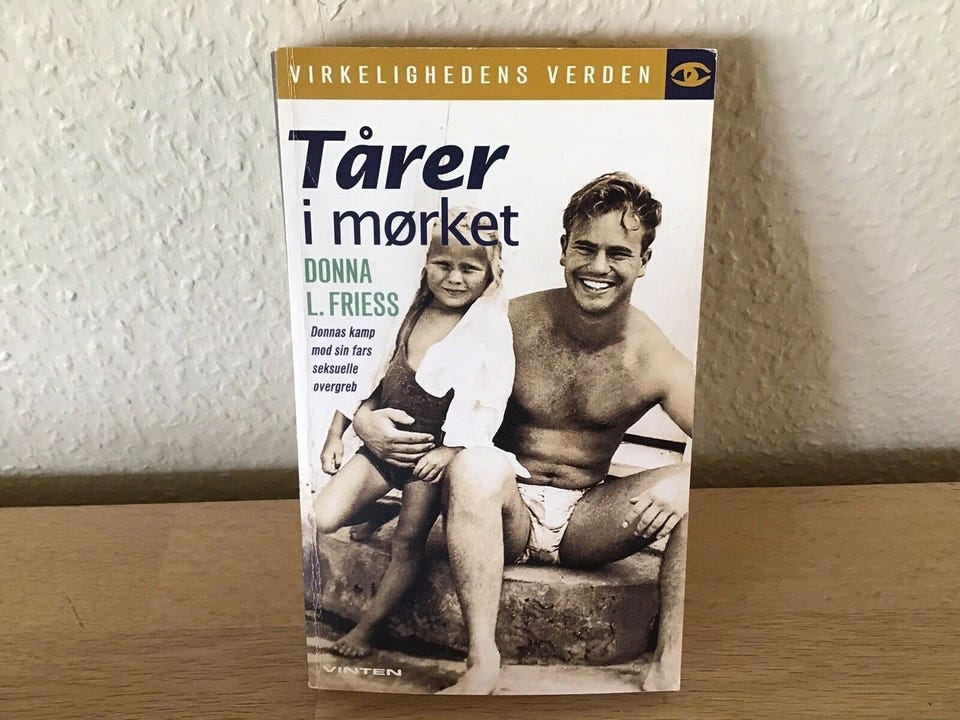 VIRKELIGHEDENS VERDEN
Tårer
i mørket
DONNA
L. FRIESS
Donnas kamp
mod sin fars
seksuelle
overgreb
VINTEN